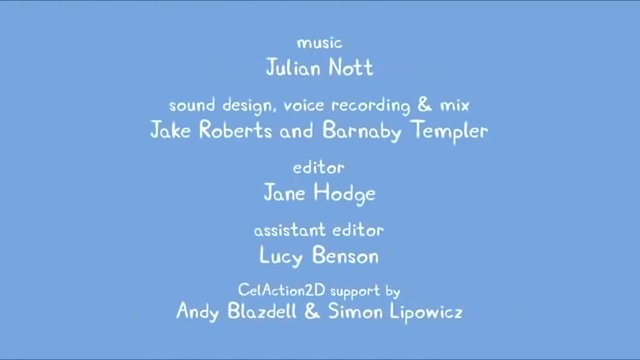 music
Julian Nott
sound design, voice recording & mix
Jake Roberts and Barnaby Templer
editor
Jane Hodge
assistant editor
Lucy Benson
CelAction2D support by
Andy Blazdell & Simon Lipowicz